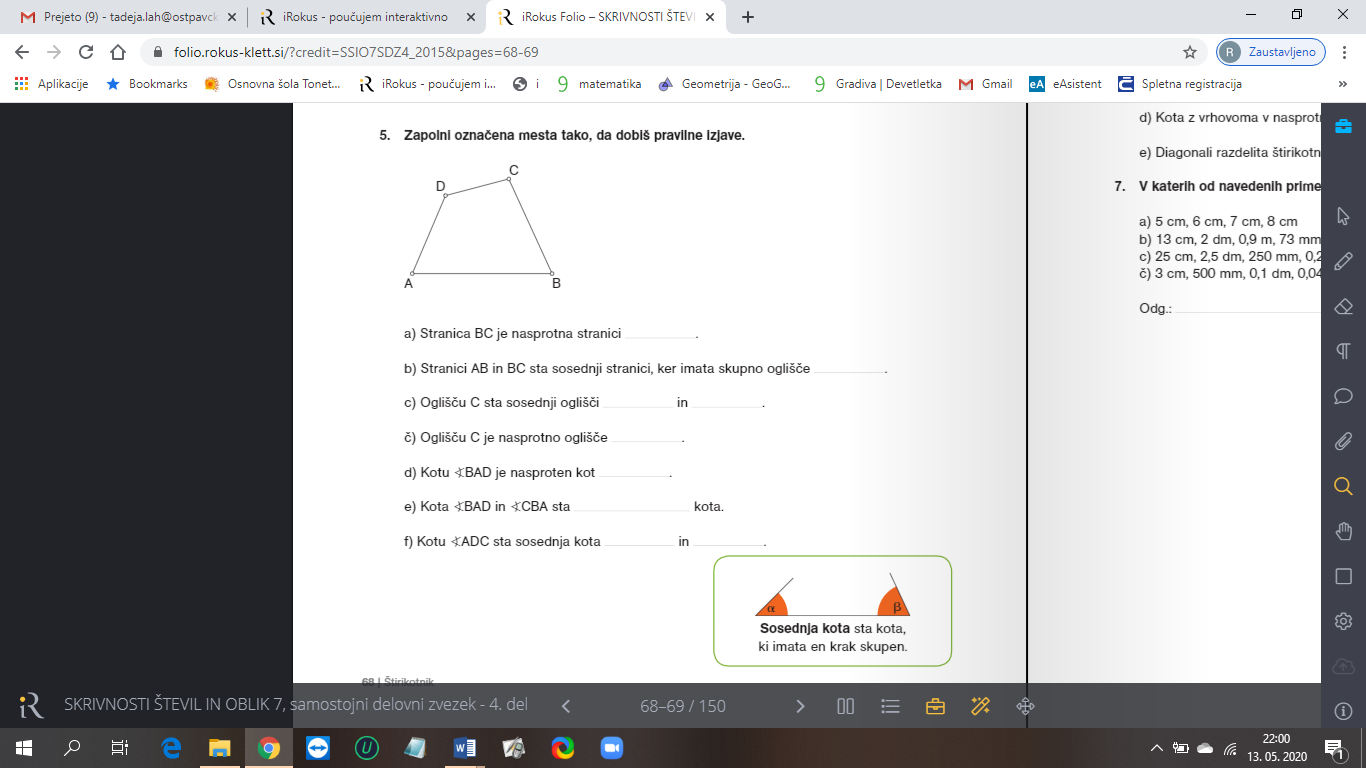 Prejeto (9) - tadeja.lah@ostpavck
iRokus - poučujem interaktivno
iRokus Folio – SKRIVNOSTI ŠTEVI
folio.rokus-klett.si/?credit=SSIO7SDZ4_2015&pages=68-69
R Zaustavljeno
Aplikacije
Bookmarks
Osnovna šola Tonet...
iRokus - poučujem i...
i
matematika
Geometrija - GeoG...
Gradiva | Devetletka
Gmail
eA eAsistent
Spletna registracija
»
5. Zapolni označena mesta tako, da dobiš pravilne izjave.
C
D
A
B
a) Stranica BC je nasprotna stranici .
b) Stranici AB in BC sta sosednji stranici, ker imata skupno oglišče .
c) Oglišču C sta sosednji oglišči in .
č) Oglišču C je nasprotno oglišče .
d) Kotu ∢BAD je nasproten kot .
e) Kota ∢BAD in ∢CBA sta kota.
f) Kotu ∢ADC sta sosednja kota in .
α
β
Sosednja kota sta kota,
ki imata en krak skupen.
68 | Štirikotnik
d) Kota z vrhovoma v nasprot
e) Diagonali razdelita štirikotn
7. V katerih od navedenih prime
a) 5 cm, 6 cm, 7 cm, 8 cm
b) 13 cm, 2 dm, 0,9 m, 73 mm
c) 25 cm, 2,5 dm, 250 mm, 0,2
č) 3 cm, 500 mm, 0,1 dm, 0,04
Odg.:
iR
SKRIVNOSTI ŠTEVIL IN OBLIK 7, samostojni delovni zvezek - 4. del
68–69 / 150
22:00
13. 05. 2020
1